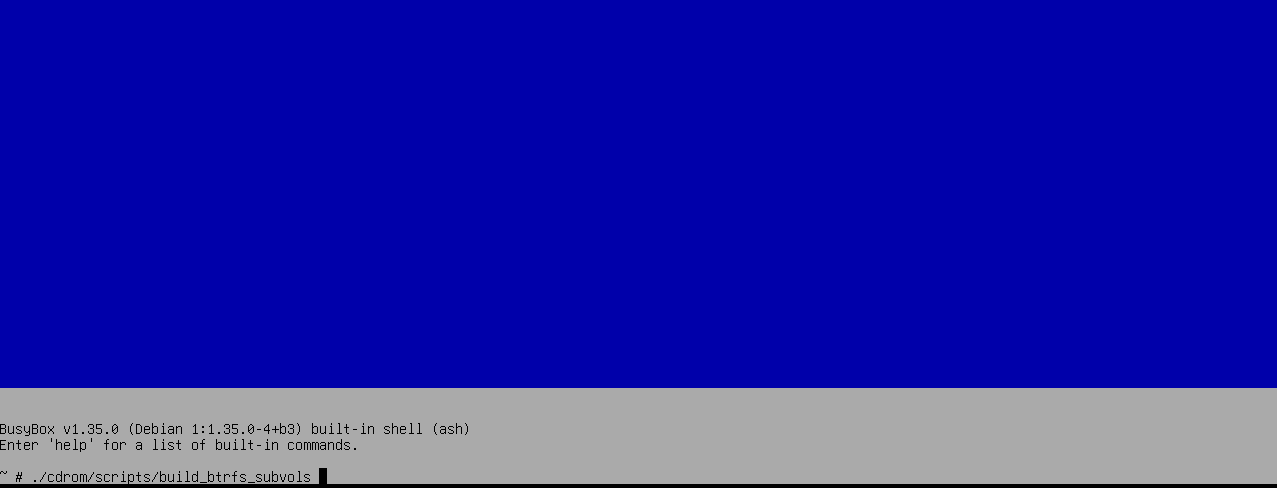 BusyBox v1.35.0 (Debian 1:1.35.0-4+b3) built-in shell (ash)
Enter 'help' for a list of built-in commands.
~ # ./cdrom/scripts/build_btrfs_subvols